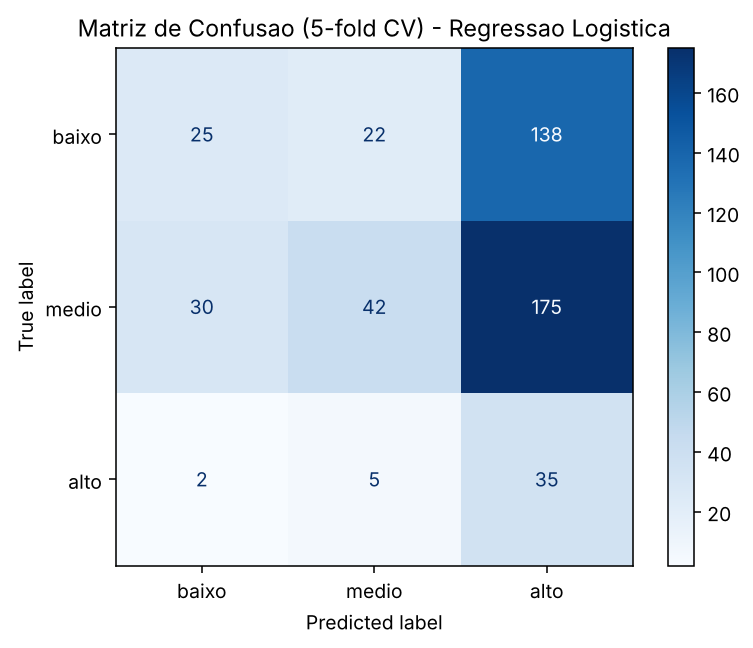 Matriz de Confusao (5-fold CV) - Regressao Logistica
True label
baixo
25 22 138
medio
30 42 175
alto
2 5 35
baixo medio alto
Predicted label
160
140
120
100
80
60
40
20